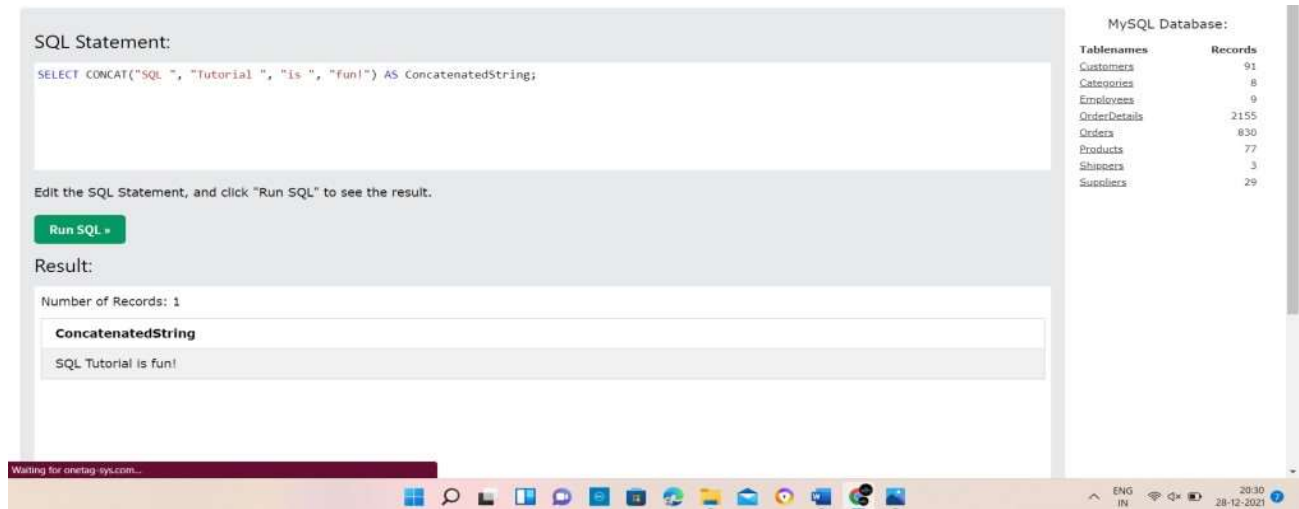 SQL Statement:
SELECT CONCAT("SQL ", "Tutorial ", "is ", "fun!") AS ConcatenatedString;
Edit the SQL Statement, and click "Run SQL" to see the result.
Run SQL »
Result:
Number of Records: 1
ConcatenatedString
SQL Tutorial is fun!
MySQL Database:
Tablenames Records
Customers 91
Categories 8
Employees 9
OrderDetails 2155
Orders 830
Products 77
Shippers 3
Suppliers 29
Waiting for onetag-sys.com...
ENG
IN
20:30
28-12-2021
7